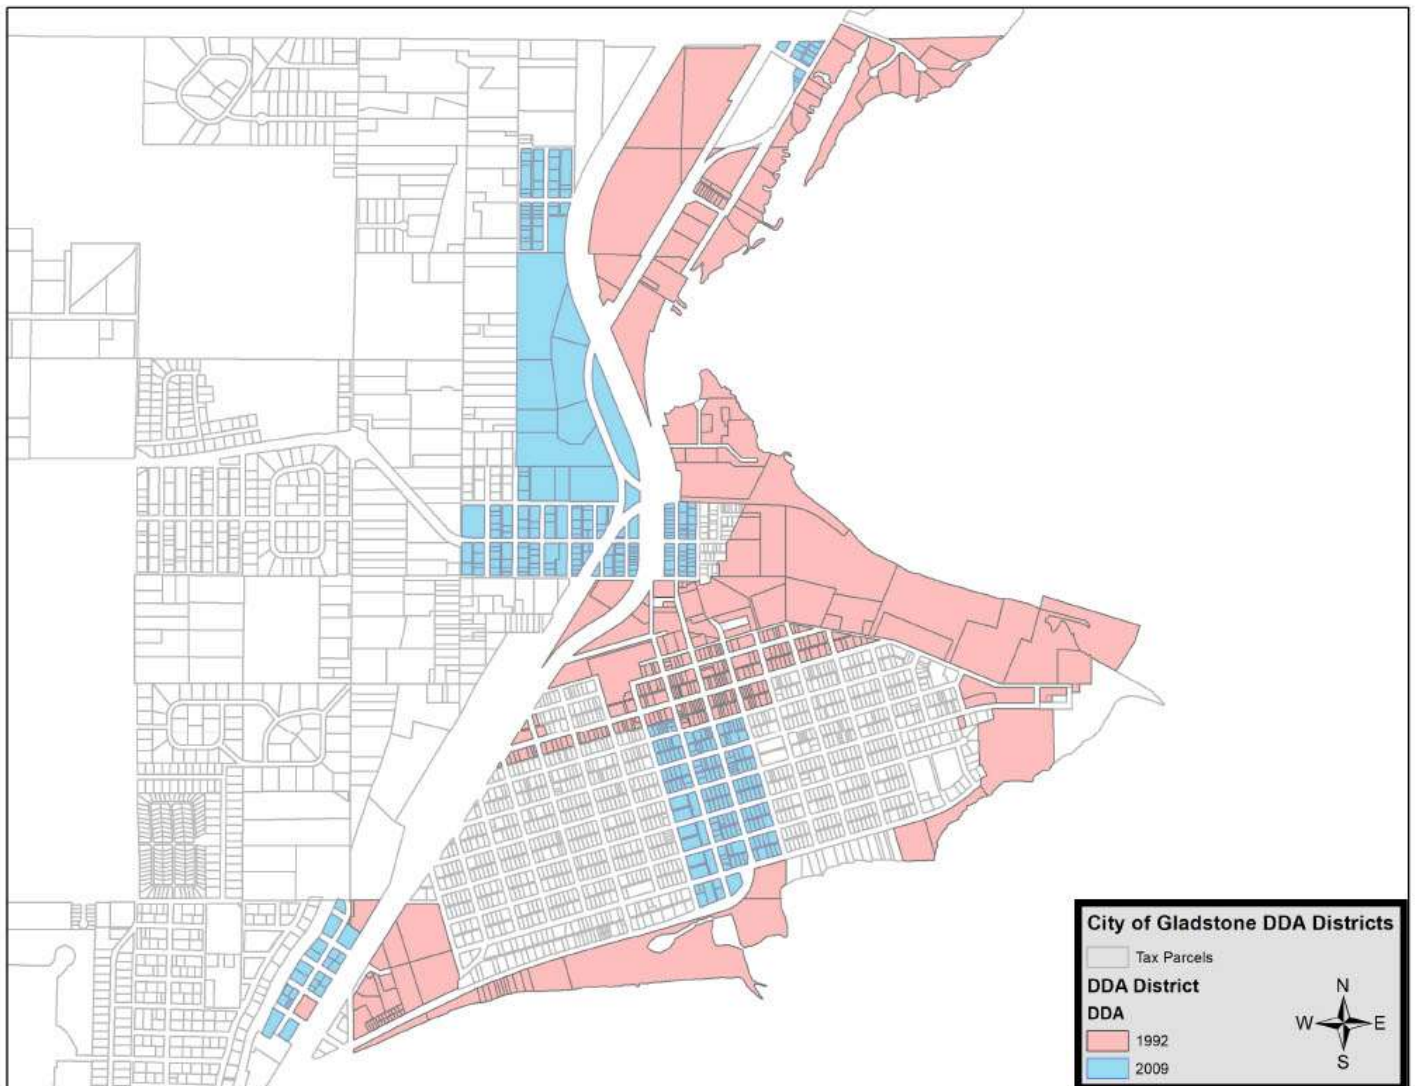 City of Gladstone DDA Districts
Tax Parcels
DDA District
DDA
1992
2009
N
W E
S